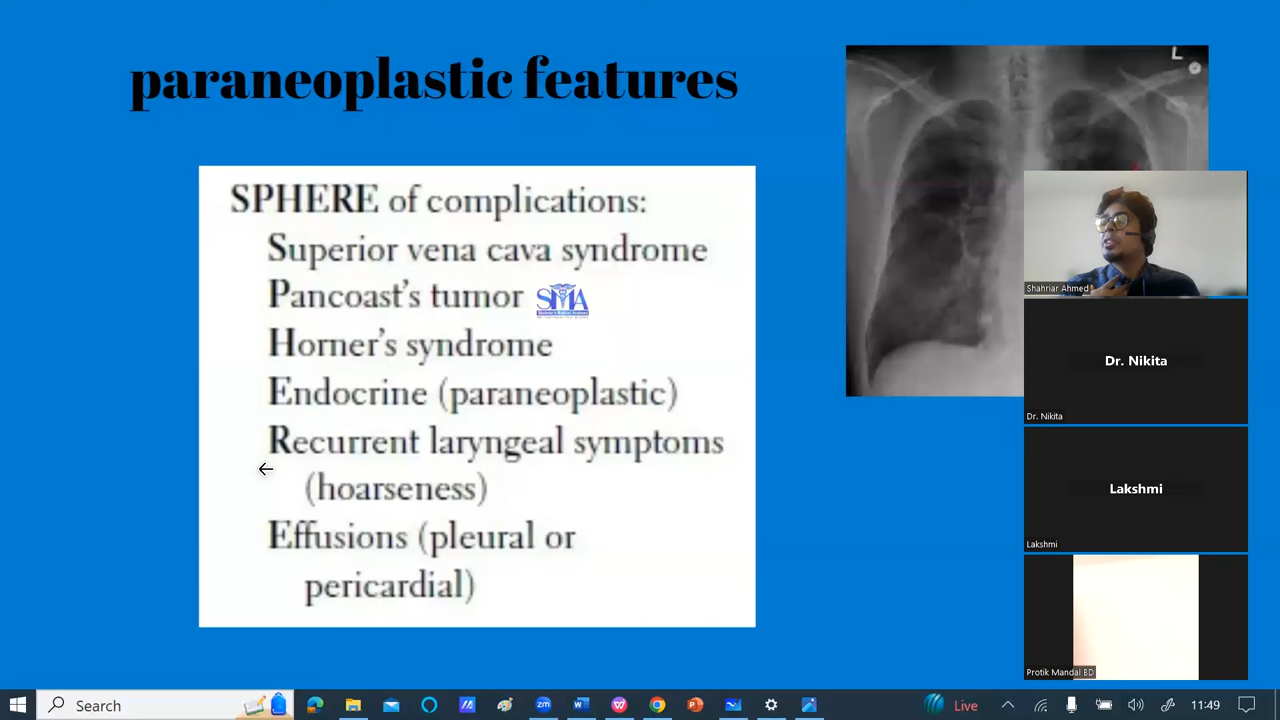 paraneoplastic features
L
SPHERE of complications:
Superior vena cava syndrome
Pancoast's tumor
SMA
Horner's syndrome
Endocrine (paraneoplastic)
Recurrent laryngeal symptoms
(hoarseness)
Effusions (pleural or
pericardial)
Shahriar Ahmed
Dr. Nikita
Dr. Nikita
Lakshmi
Lakshmi
Protik Mandal BD
Search
Live
11:49